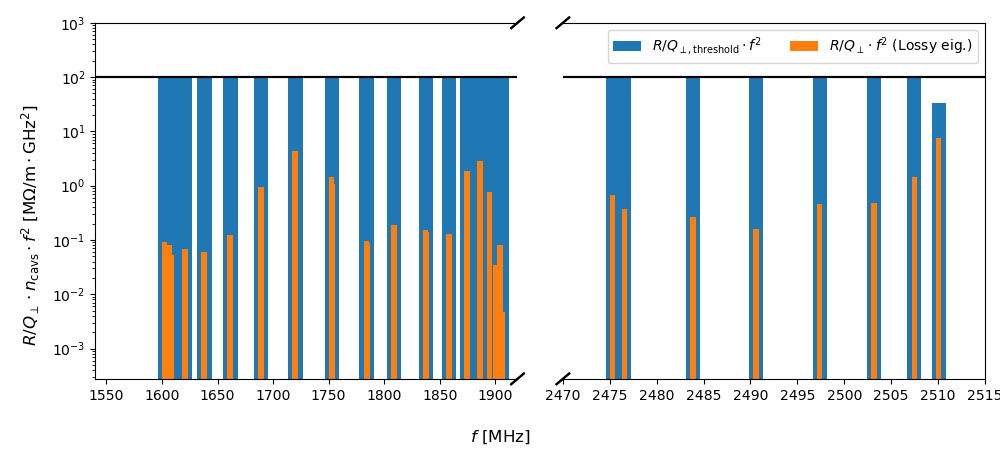 R/Q⊥,threshold · f² R/Q⊥ · f² (Lossy eig.)
R/Q⊥ · n_cavs · f² [MΩ/m · GHz²]
10³
10²
10¹
10⁰
10⁻¹
10⁻²
10⁻³
1550 1600 1650 1700 1750 1800 1850 1900 2470 2475 2480 2485 2490 2495 2500 2505 2510 2515
f [MHz]